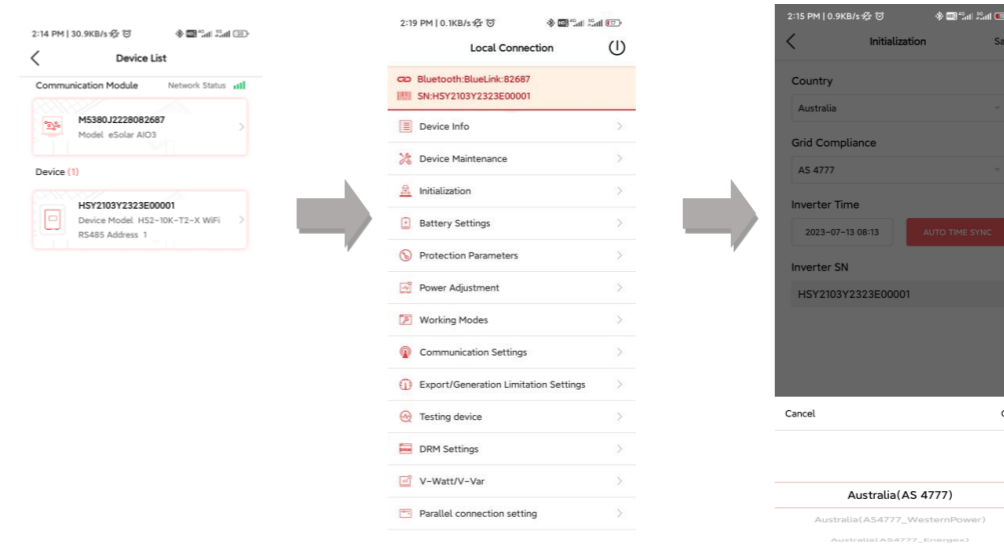 2:14 PM | 30.9KB/s
Device List
Communication Module
Network Status
M5380J2228082687
Model eSolar AIO3
Device (1)
HSY2103Y2323E00001
Device Model HS2-10K-T2-X WiFi
RS485 Address 1
2:19 PM | 0.1KB/s
Local Connection
Bluetooth:BlueLink:82687
SN:HSY2103Y2323E00001
Device Info
Device Maintenance
Initialization
Battery Settings
Protection Parameters
Power Adjustment
Working Modes
Communication Settings
Export/Generation Limitation Settings
Testing device
DRM Settings
V-Watt/V-Var
Parallel connection setting
2:15 PM | 0.9KB/s
Initialization
Sa
Country
Australia
Grid Compliance
AS 4777
Inverter Time
2023-07-13 08:13
AUTO TIME SYNC
Inverter SN
HSY2103Y2323E00001
Cancel
Australia(AS 4777)
Australia(AS4777_WesternPower)
Australia(AS4777_Energex)